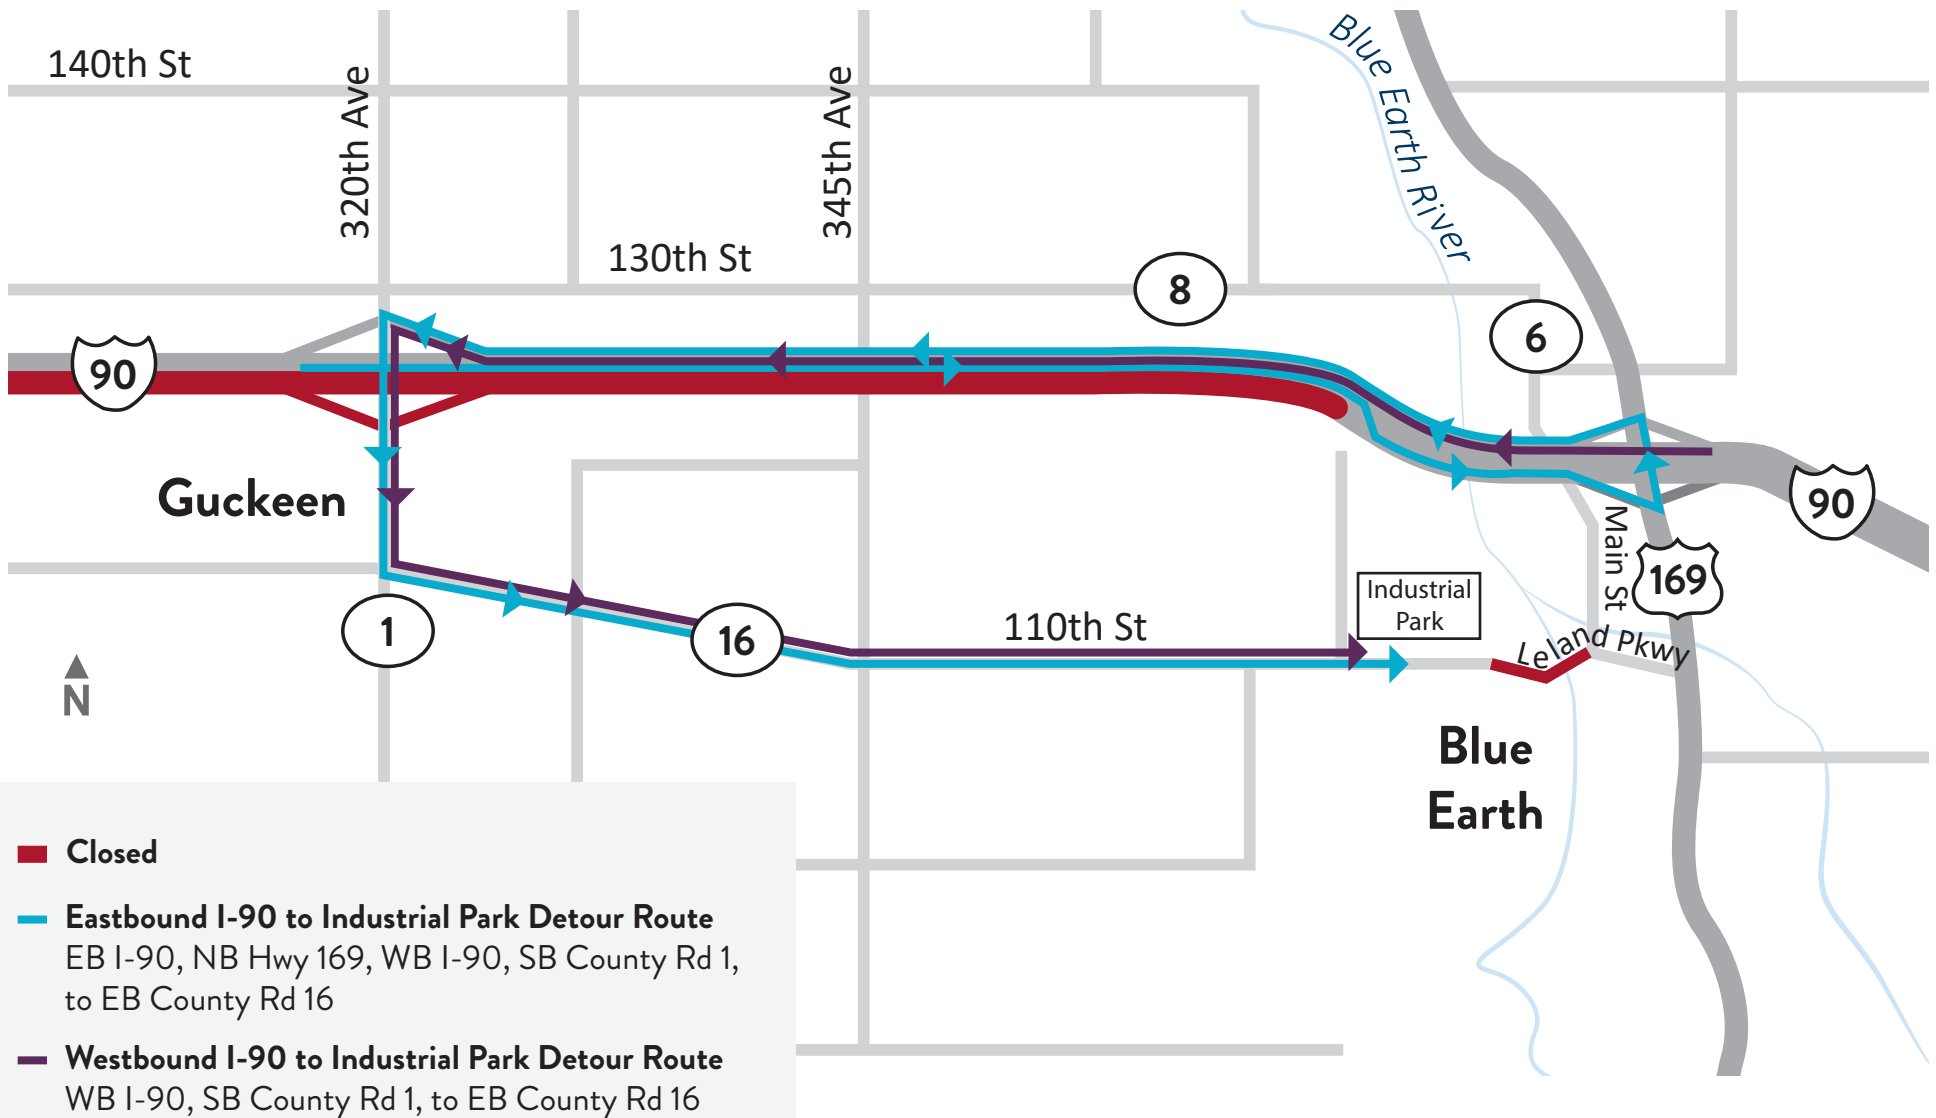 140th St
320th Ave
345th Ave
Blue Earth River
130th St
8
6
90
90
Guckeen
Main St
169
Industrial
Park
1
16
110th St
Leland Pkwy
N
Blue
Earth
Closed
Eastbound I-90 to Industrial Park Detour Route
EB I-90, NB Hwy 169, WB I-90, SB County Rd 1,
to EB County Rd 16
Westbound I-90 to Industrial Park Detour Route
WB I-90, SB County Rd 1, to EB County Rd 16